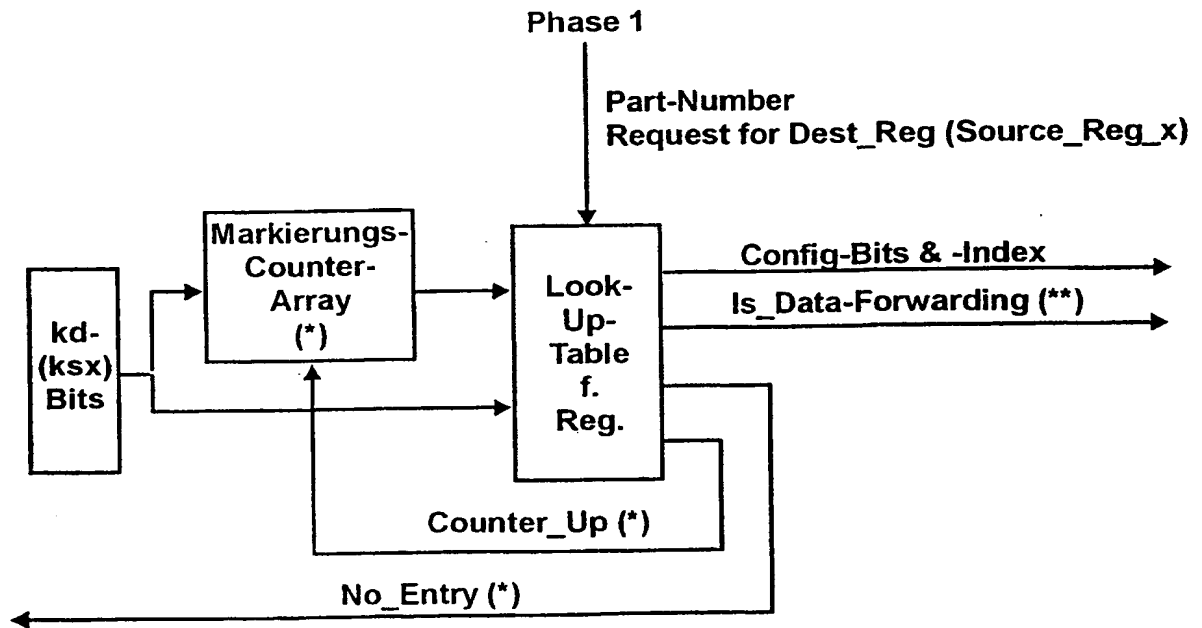 Phase 1
Part-Number
Request for Dest_Reg (Source_Reg_x)
Markierungs-
Counter-
Array
(*)
kd-
(ksx)
Bits
Look-
Up-
Table
f.
Reg.
Config-Bits & -Index
Is_Data-Forwarding (**)
Counter_Up (*)
No_Entry (*)